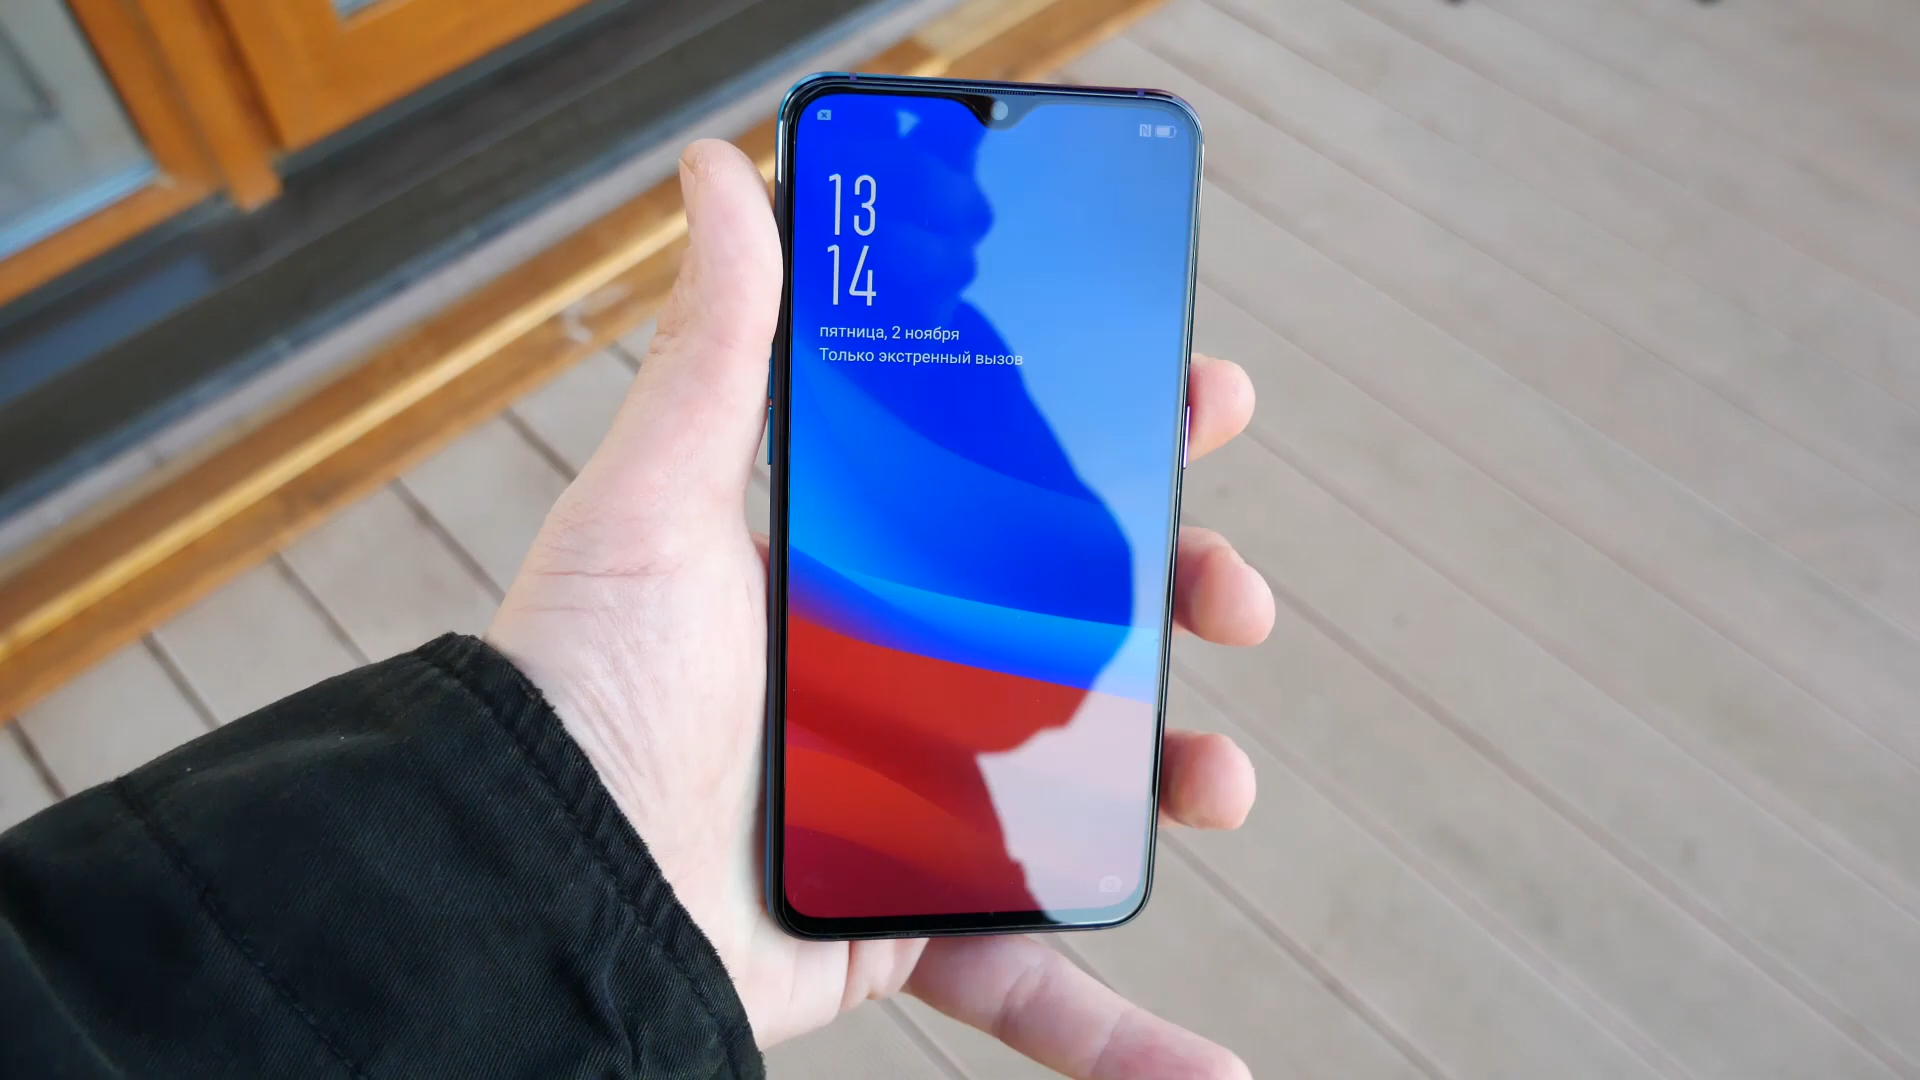 13
14
пятница, 2 ноября
Только экстренный вызов